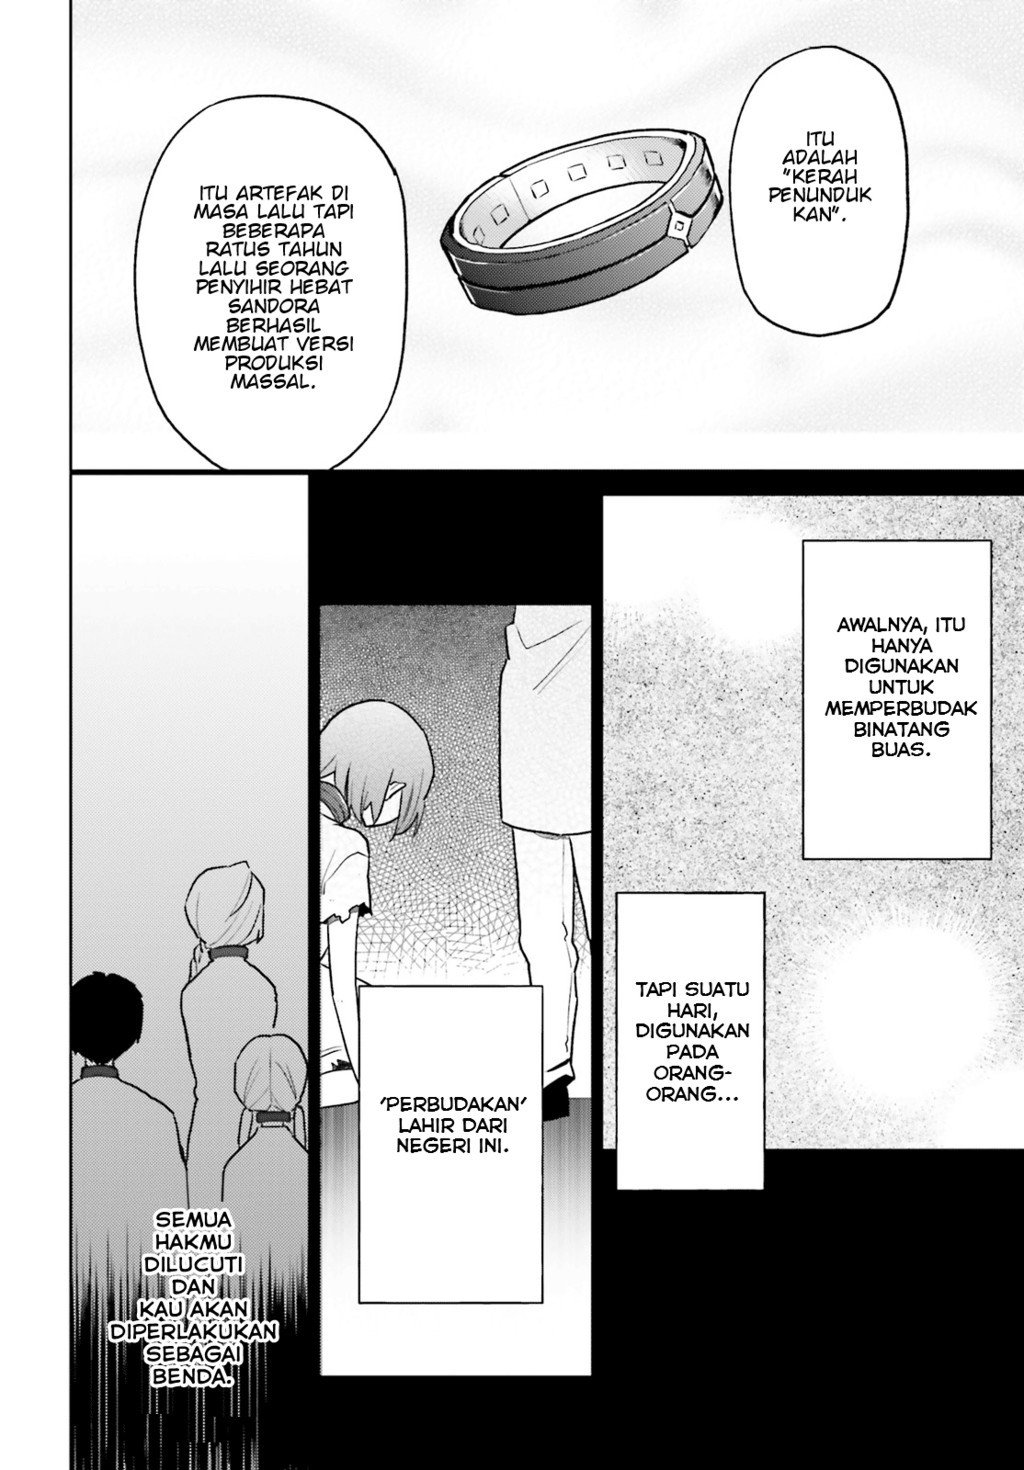 ITU
ADALAH
"KERAH
PENUNDUK
KAN".
ITU ARTEFAK DI
MASA LALU TAPI
BEBERAPA
RATUS TAHUN
LALU SEORANG
PENYIHIR HEBAT
SANDORA
BERHASIL
MEMBUAT VERSI
PRODUKSI
MASSAL.
AWALNYA, ITU
HANYA
DIGUNAKAN
UNTUK
MEMPERBUDAK
BINATANG
BUAS.
TAPI SUATU
HARI,
DIGUNAKAN
PADA
ORANG-
ORANG...
'PERBUDAKAN'
LAHIR DARI
NEGERI INI.
SEMUA
HAKMU
DILUCUTI
DAN
KAU AKAN
DIPERLAKUKAN
SEBAGAI
BENDA.